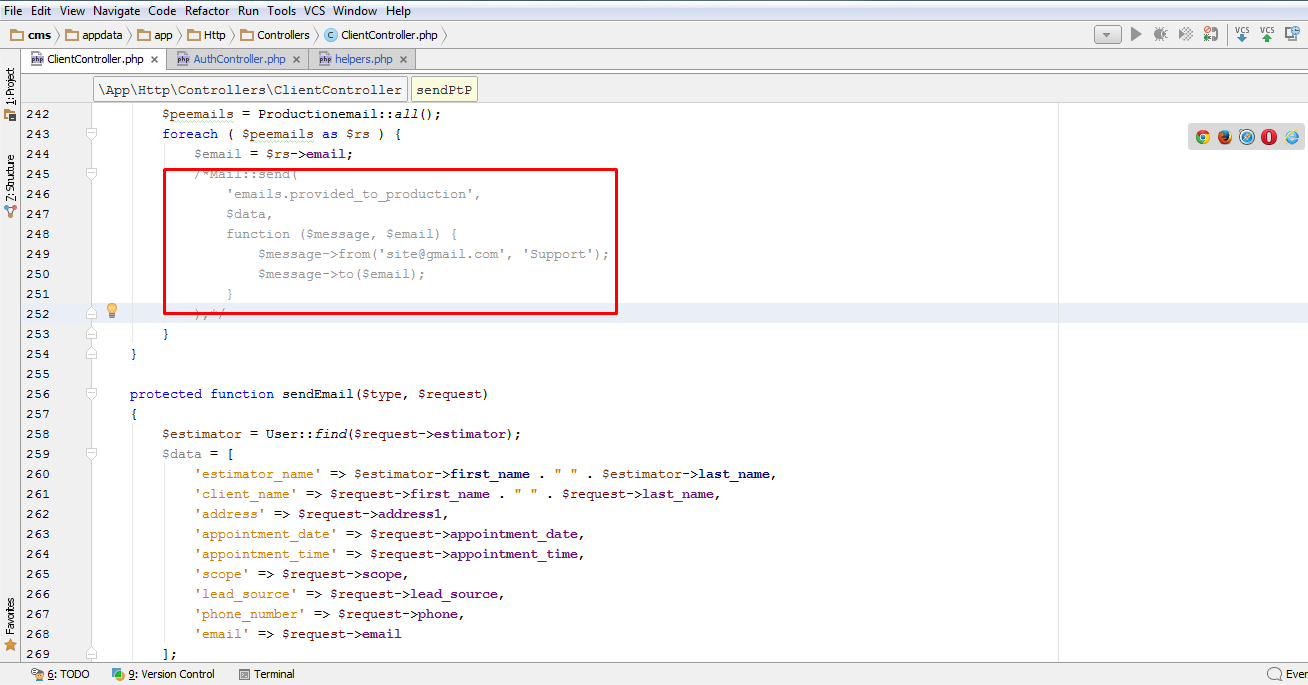 File Edit View Navigate Code Refactor Run Tools VCS Window Help
cms appdata app Http Controllers ClientController.php
VCS VCS
ClientController.php AuthController.php helpers.php
\App\Http\Controllers\ClientController sendPtP
1: Project
7: Structure
Favorites
242 $peemails = Productionemail::all();
243 foreach ( $peemails as $rs ) {
244 $email = $rs->email;
245 /*Mail::send(
246 'emails.provided_to_production',
247 $data,
248 function ($message, $email) {
249 $message->from('site@gmail.com', 'Support');
250 $message->to($email);
251 }
252 );*/
253 }
254 }
255
256 protected function sendEmail($type, $request)
257 {
258 $estimator = User::find($request->estimator);
259 $data = [
260 'estimator_name' => $estimator->first_name . " " . $estimator->last_name,
261 'client_name' => $request->first_name . " " . $request->last_name,
262 'address' => $request->address1,
263 'appointment_date' => $request->appointment_date,
264 'appointment_time' => $request->appointment_time,
265 'scope' => $request->scope,
266 'lead_source' => $request->lead_source,
267 'phone_number' => $request->phone,
268 'email' => $request->email
269 ];
6: TODO 9: Version Control Terminal Ever